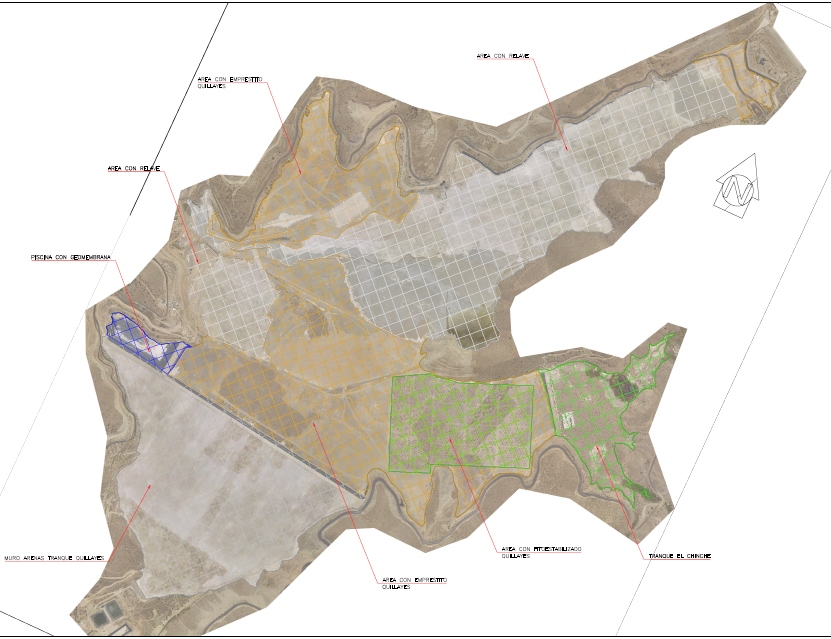 AREA CON RELAVE
AREA CON EMPRESTITO
QUILLAYES
AREA CON RELAVE
PISCINA CON GEOMEMBRANA
N
MURO ARENAS TRANQUE QUILLAYES
AREA CON FITOESTABILIZADO
QUILLAYES
TRANQUE EL CHINCHE
AREA CON EMPRESTITO
QUILLAYES